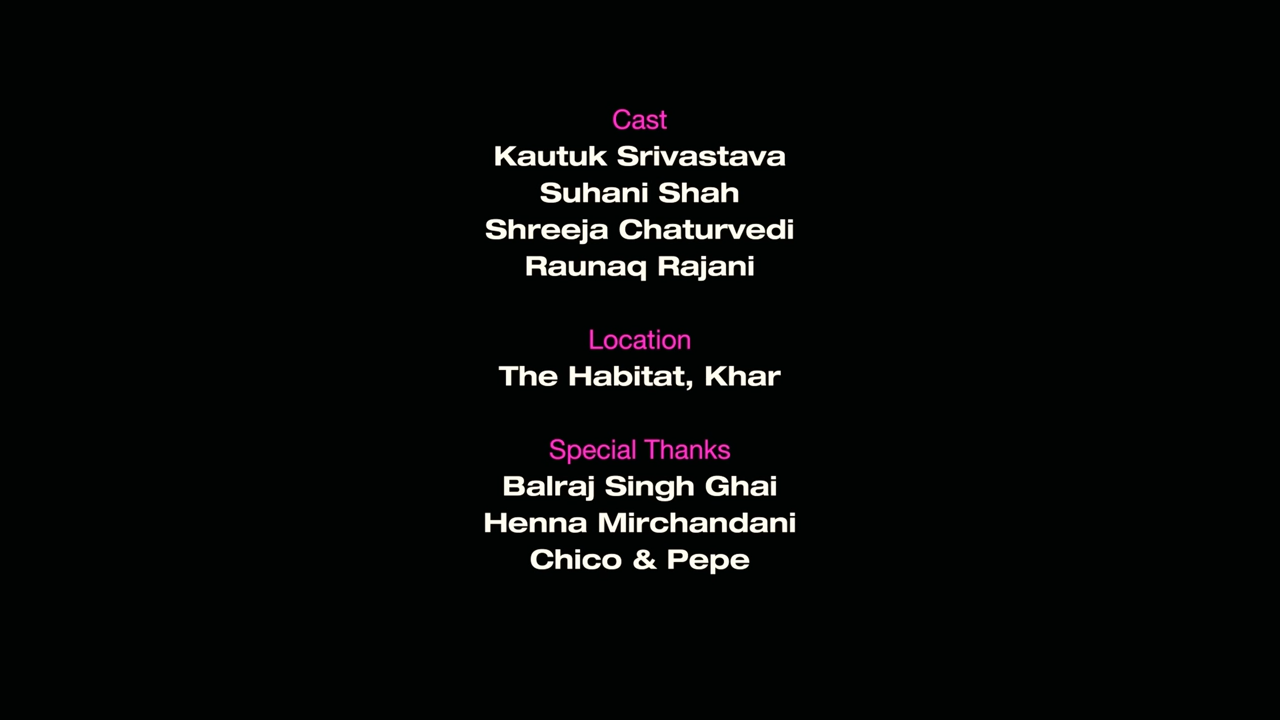 Cast
Kautuk Srivastava
Suhani Shah
Shreeja Chaturvedi
Raunaq Rajani
Location
The Habitat, Khar
Special Thanks
Balraj Singh Ghai
Henna Mirchandani
Chico & Pepe